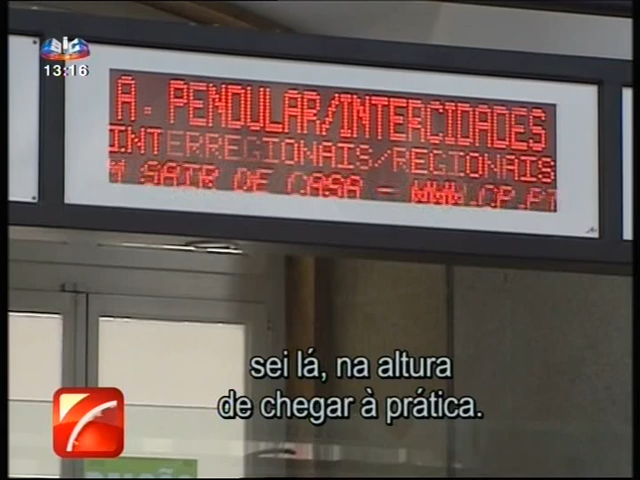 SIC
13:16
A. PENDULAR/INTERCIDADES
INTERREGIONAIS/REGIONAIS
SAIR DE CASA - WWW.CP.PT
sei lá, na altura
de chegar à prática.